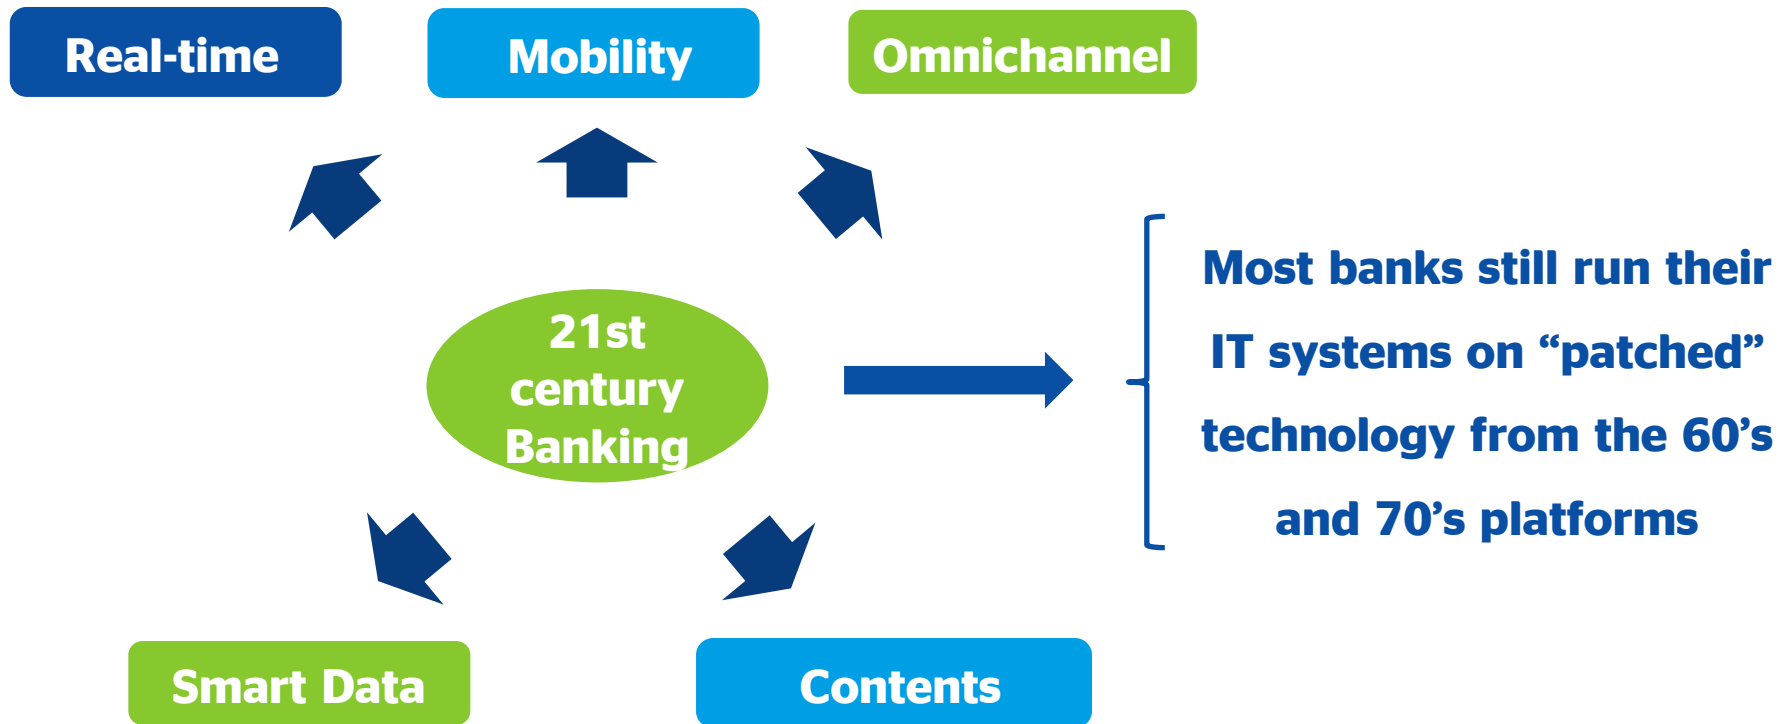 Real-time
Mobility
Omnichannel
21st
century
Banking
Most banks still run their
IT systems on “patched”
technology from the 60’s
and 70’s platforms
Smart Data
Contents